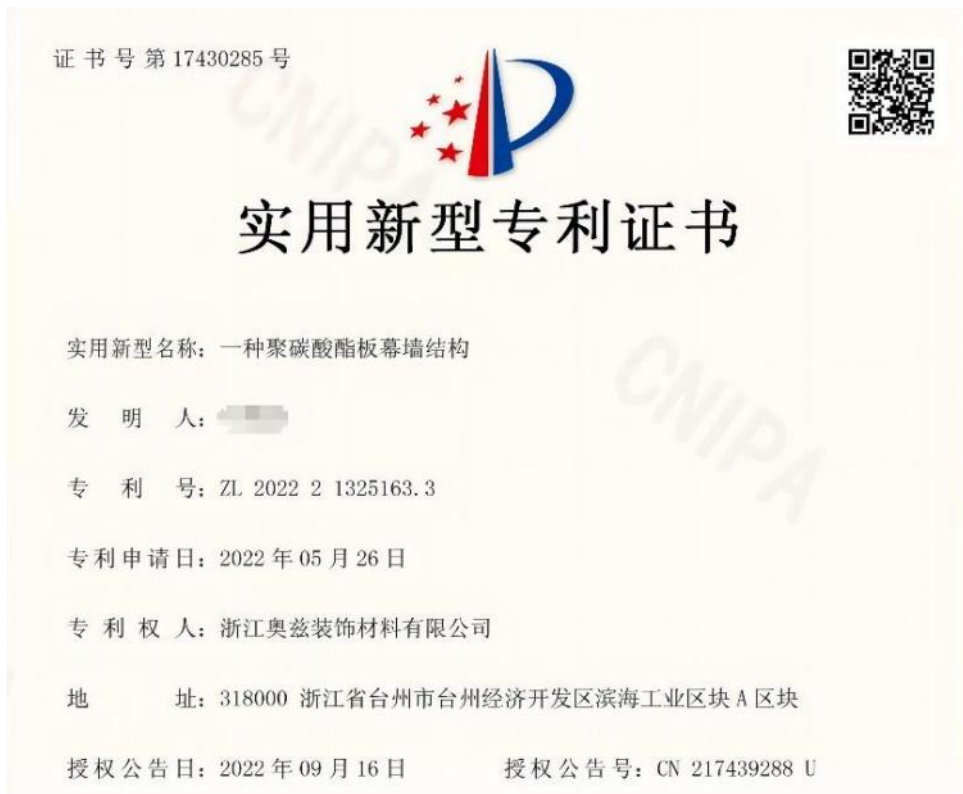 证书号第17430285号
CNIPA
实用新型专利证书
实用新型名称：一种聚碳酸酯板幕墙结构
CNIPA
发明人：
专利号：ZL 2022 2 1325163.3
专利申请日：2022年05月26日
专利权人：浙江奥兹装饰材料有限公司
地址：318000 浙江省台州市台州经济开发区滨海工业区块A区块
授权公告日：2022年09月16日 授权公告号：CN 217439288 U